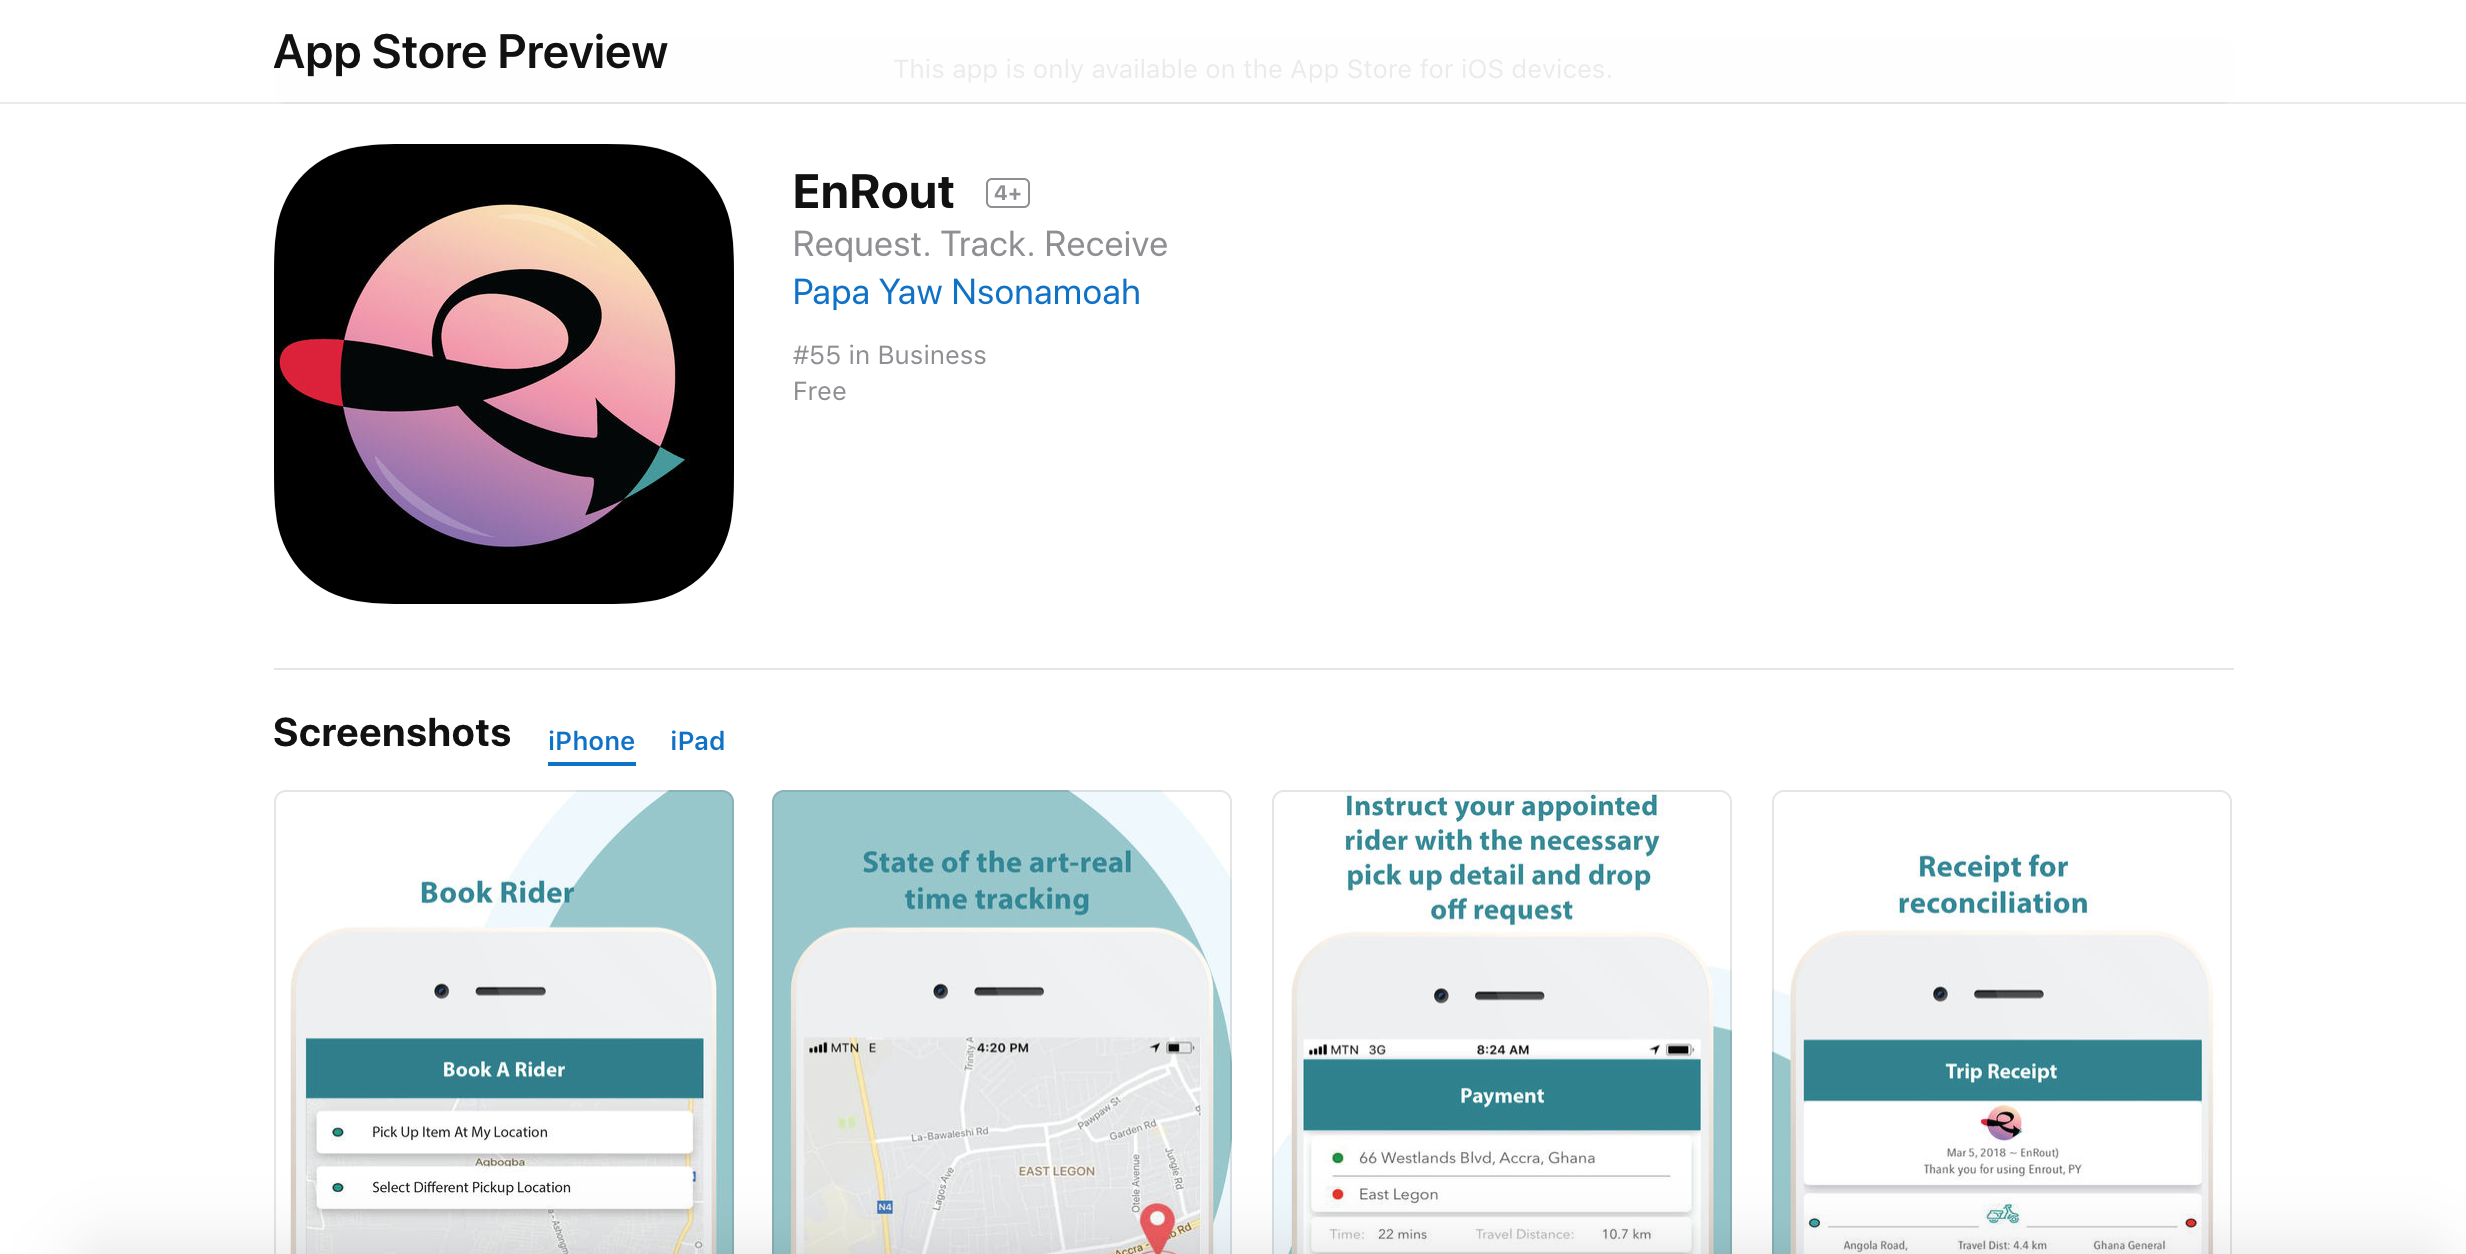 App Store Preview
This app is only available on the App Store for iOS devices.
EnRout 4+
Request. Track. Receive
Papa Yaw Nsonamoah
#55 in Business
Free
Screenshots iPhone iPad
Book Rider
Book A Rider
Pick Up Item At My Location
Agbogba
Select Different Pickup Location
State of the art-real
time tracking
MTN E 4:20 PM
Trinity A
Pawpaw St
La-Bawaleshi Rd
Garden Rd
EAST LEGON
Jungle Rd
Lagos Ave
Otele Avenue
N4
Accra
Rd
Instruct your appointed
rider with the necessary
pick up detail and drop
off request
MTN 3G 8:24 AM
Payment
66 Westlands Blvd, Accra, Ghana
East Legon
Time: 22 mins Travel Distance: 10.7 km
Receipt for
reconciliation
Trip Receipt
Mar 5, 2018 ~ EnRout)
Thank you for using Enrout, PY
Angola Road, Travel Dist: 4.4 km Ghana General